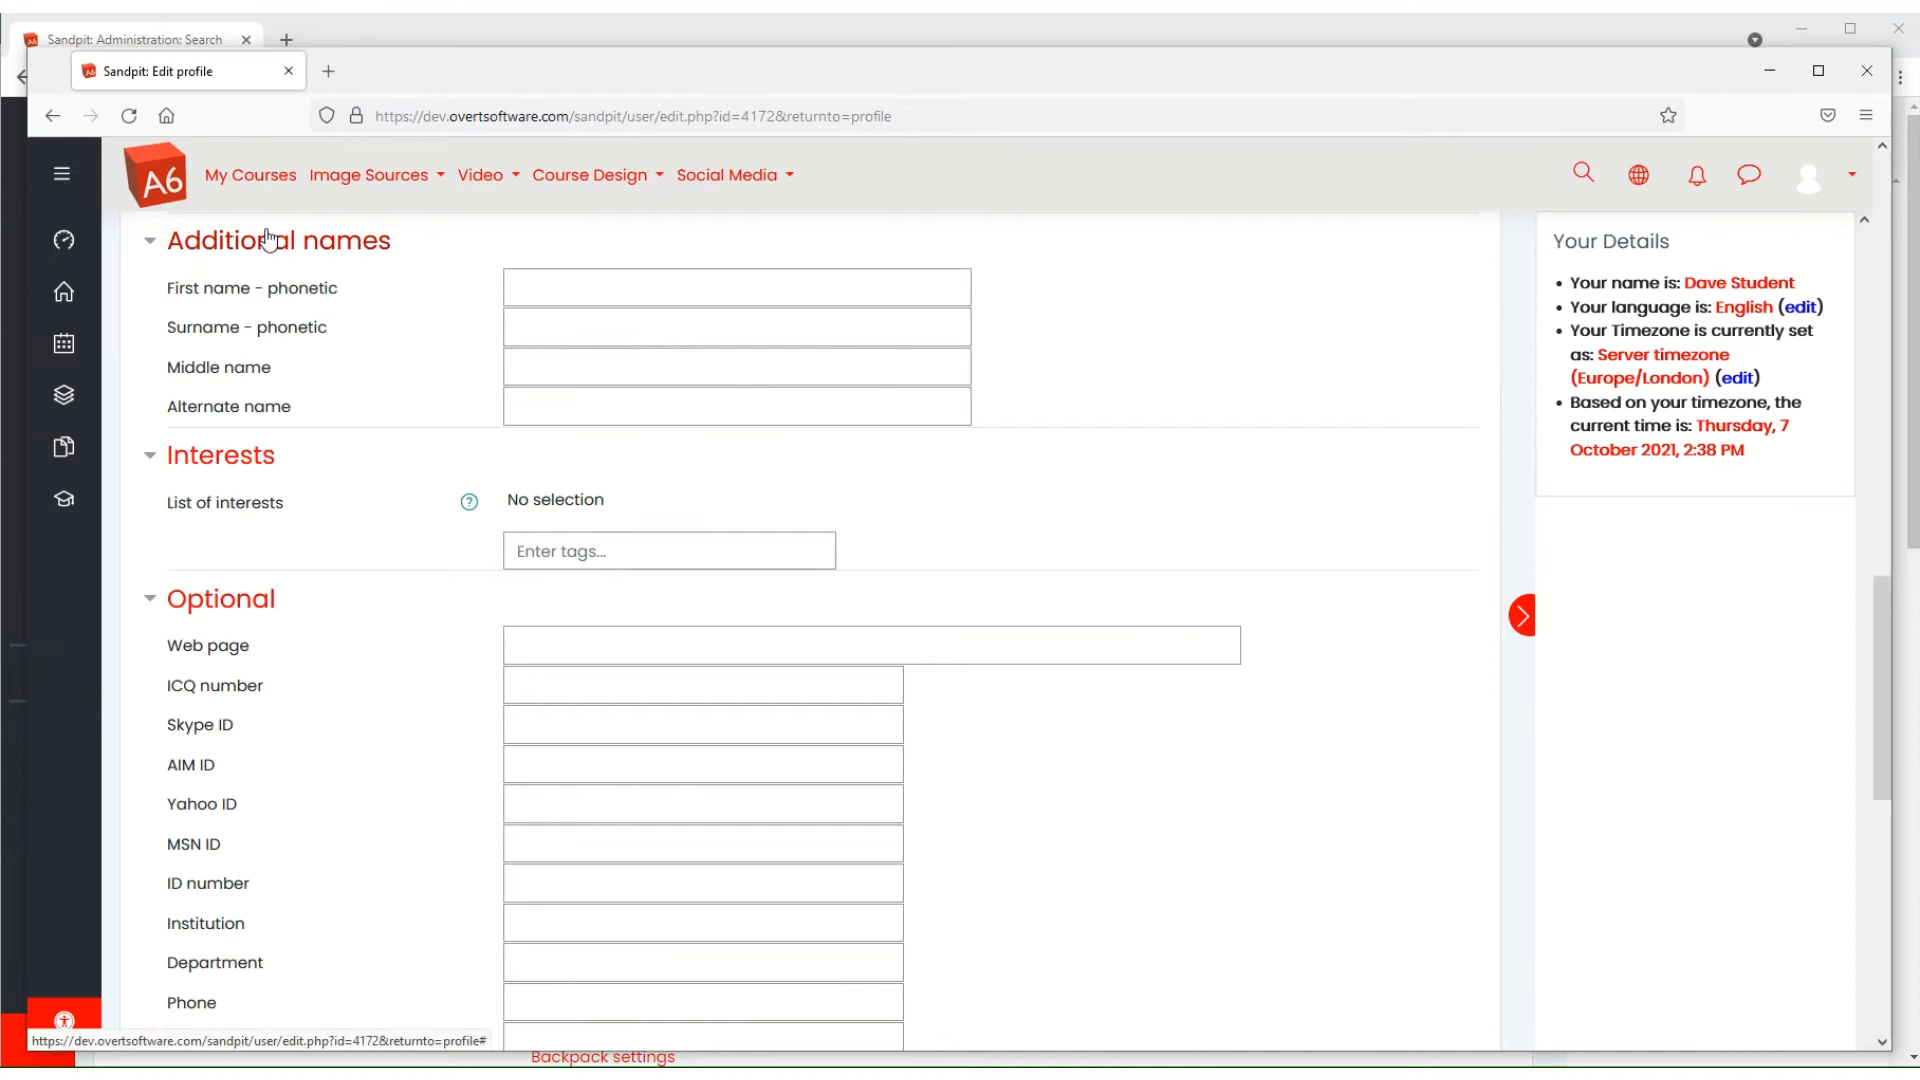 Sandpit: Administration: Search
Sandpit: Edit profile
https://dev.overtsoftware.com/sandpit/user/edit.php?id=4172&returnto=profile
A6
My Courses
Image Sources
Video
Course Design
Social Media
Additional names
First name - phonetic
Surname - phonetic
Middle name
Alternate name
Interests
List of interests
No selection
Enter tags...
Optional
Web page
ICQ number
Skype ID
AIM ID
Yahoo ID
MSN ID
ID number
Institution
Department
Phone
Your Details
Your name is: Dave Student
Your language is: English (edit)
Your Timezone is currently set
as: Server timezone
(Europe/London) (edit)
Based on your timezone, the
current time is: Thursday, 7
October 2021, 2:38 PM
https://dev.overtsoftware.com/sandpit/user/edit.php?id=4172&returnto=profile#
Backpack settings